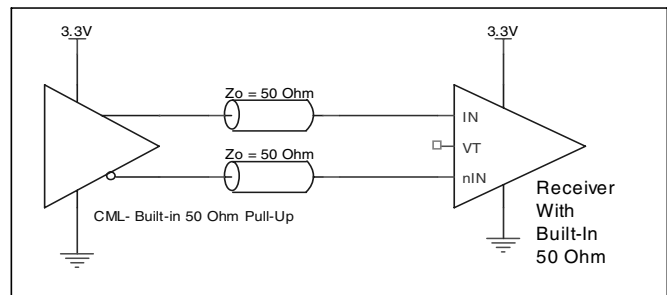 3.3V
3.3V
Zo = 50 Ohm
IN
VT
Zo = 50 Ohm
nIN
CML- Built-in 50 Ohm Pull-Up
Receiver
With
Built-In
50 Ohm